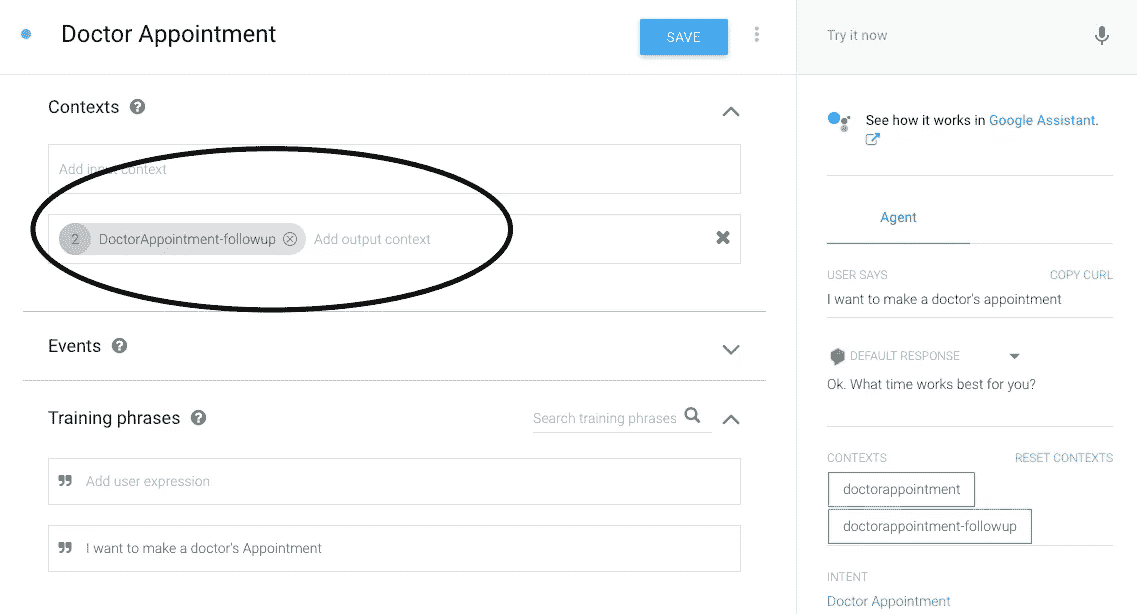 Doctor Appointment
SAVE
Contexts
Add input context
2 DoctorAppointment-followup Add output context
Events
Training phrases
Search training phrases
Add user expression
I want to make a doctor's Appointment
Try it now
See how it works in Google Assistant.
Agent
USER SAYS COPY CURL
I want to make a doctor's appointment
DEFAULT RESPONSE
Ok. What time works best for you?
CONTEXTS RESET CONTEXTS
doctorappointment
doctorappointment-followup
INTENT
Doctor Appointment